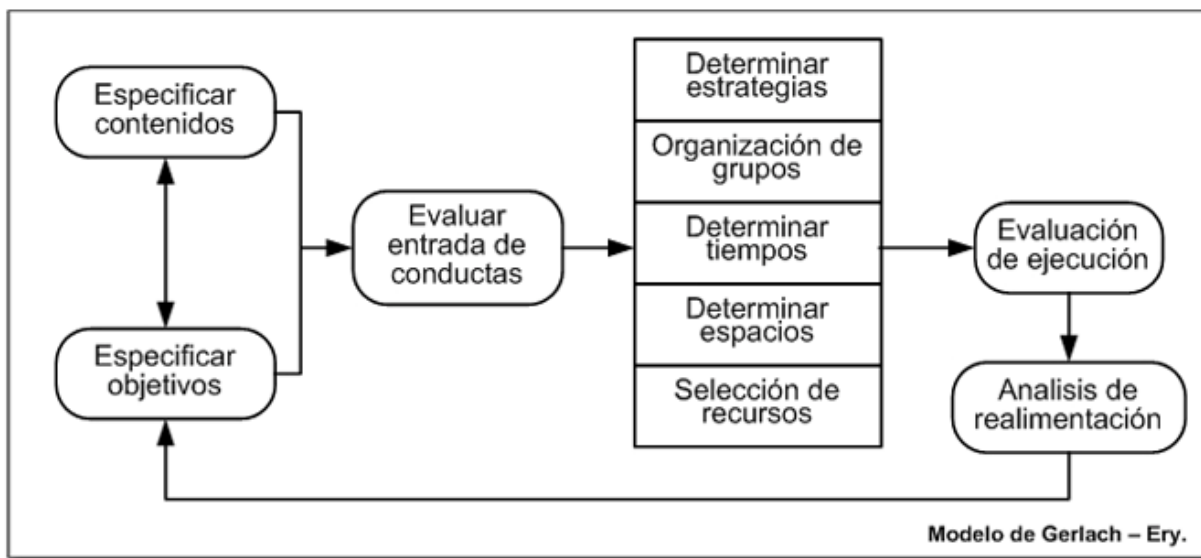 Especificar
contenidos
Especificar
objetivos
Evaluar
entrada de
conductas
Determinar
estrategias
Organización de
grupos
Determinar
tiempos
Determinar
espacios
Selección de
recursos
Evaluación
de ejecución
Analisis de
realimentación
Modelo de Gerlach – Ery.